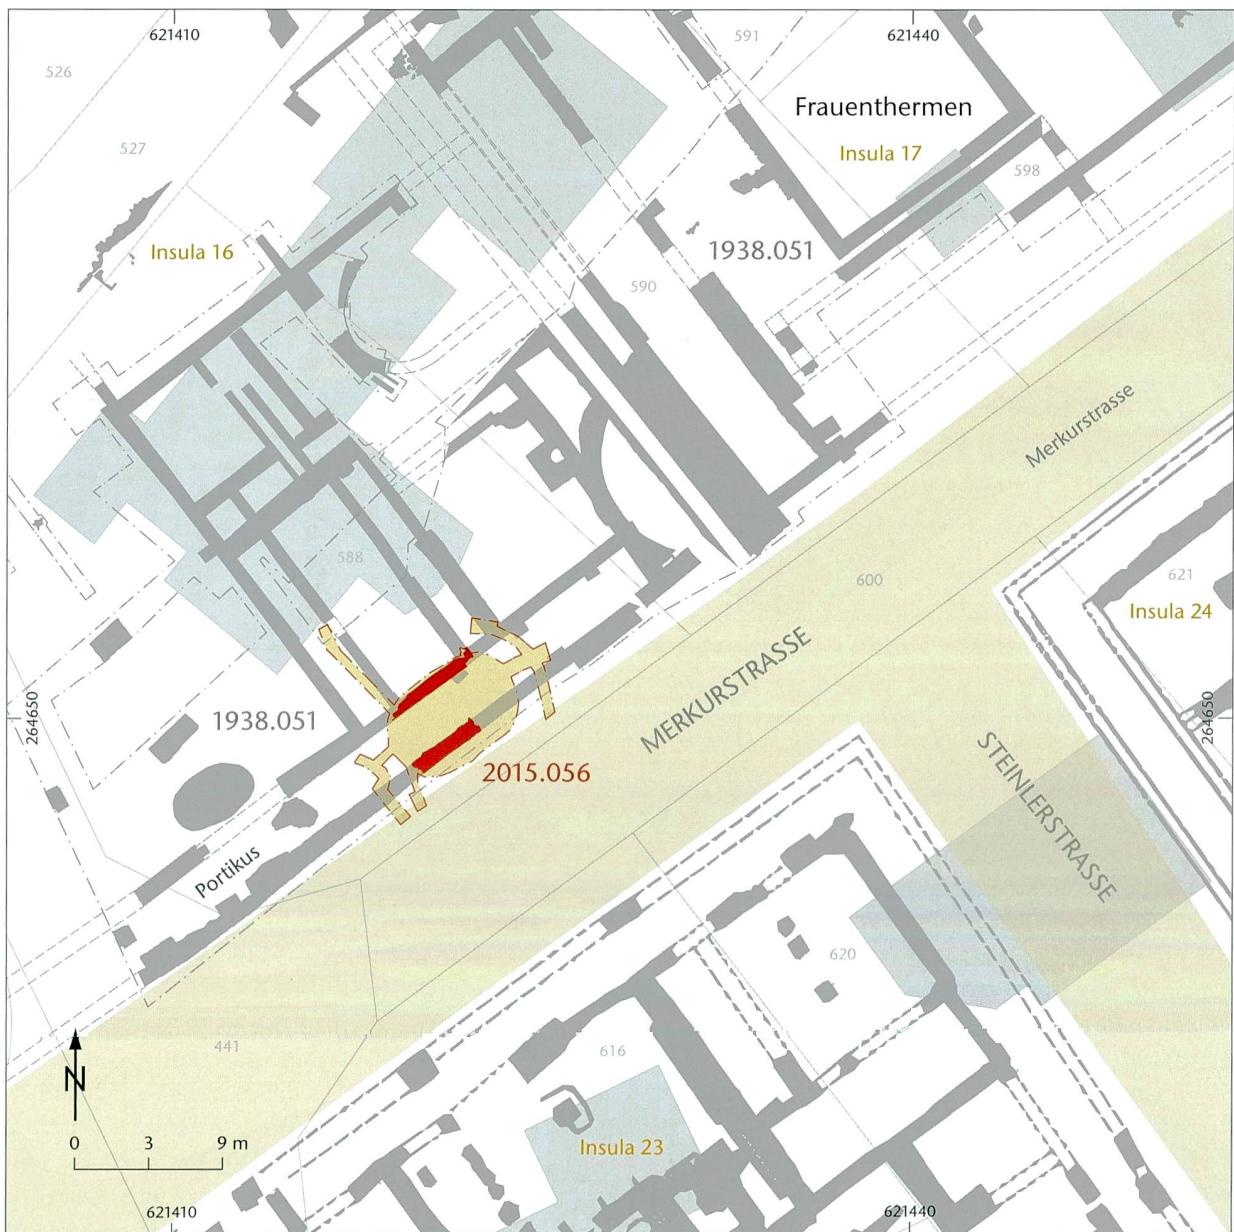 621410
621440
591
526
Frauenthermen
527
Insula 17
598
Insula 16
1938.051
590
Merkurstrasse
588
600
621
Insula 24
MERKURSTRASSE
264650
1938.051
264650
2015.056
STEINLERSTRASSE
Portikus
620
441
616
N
0 3 9 m
Insula 23
621410
621440